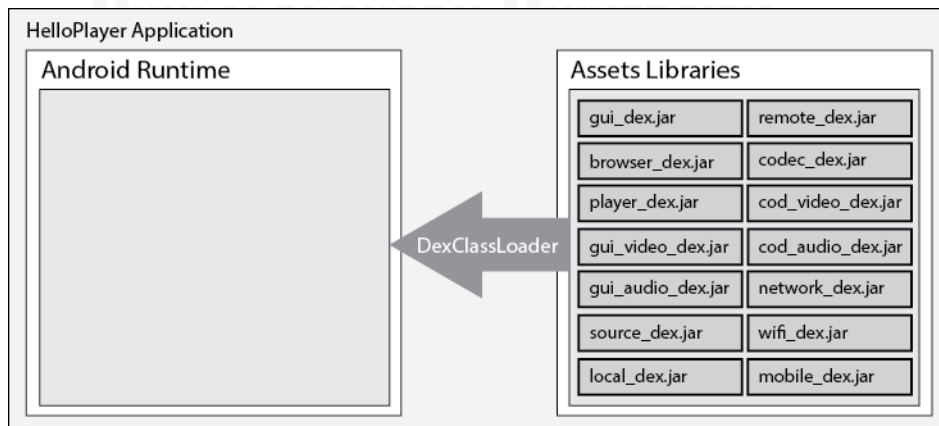 HelloPlayer Application
Android Runtime
Assets Libraries
gui_dex.jar
remote_dex.jar
browser_dex.jar
codec_dex.jar
player_dex.jar
cod_video_dex.jar
DexClassLoader
gui_video_dex.jar
cod_audio_dex.jar
gui_audio_dex.jar
network_dex.jar
source_dex.jar
wifi_dex.jar
local_dex.jar
mobile_dex.jar